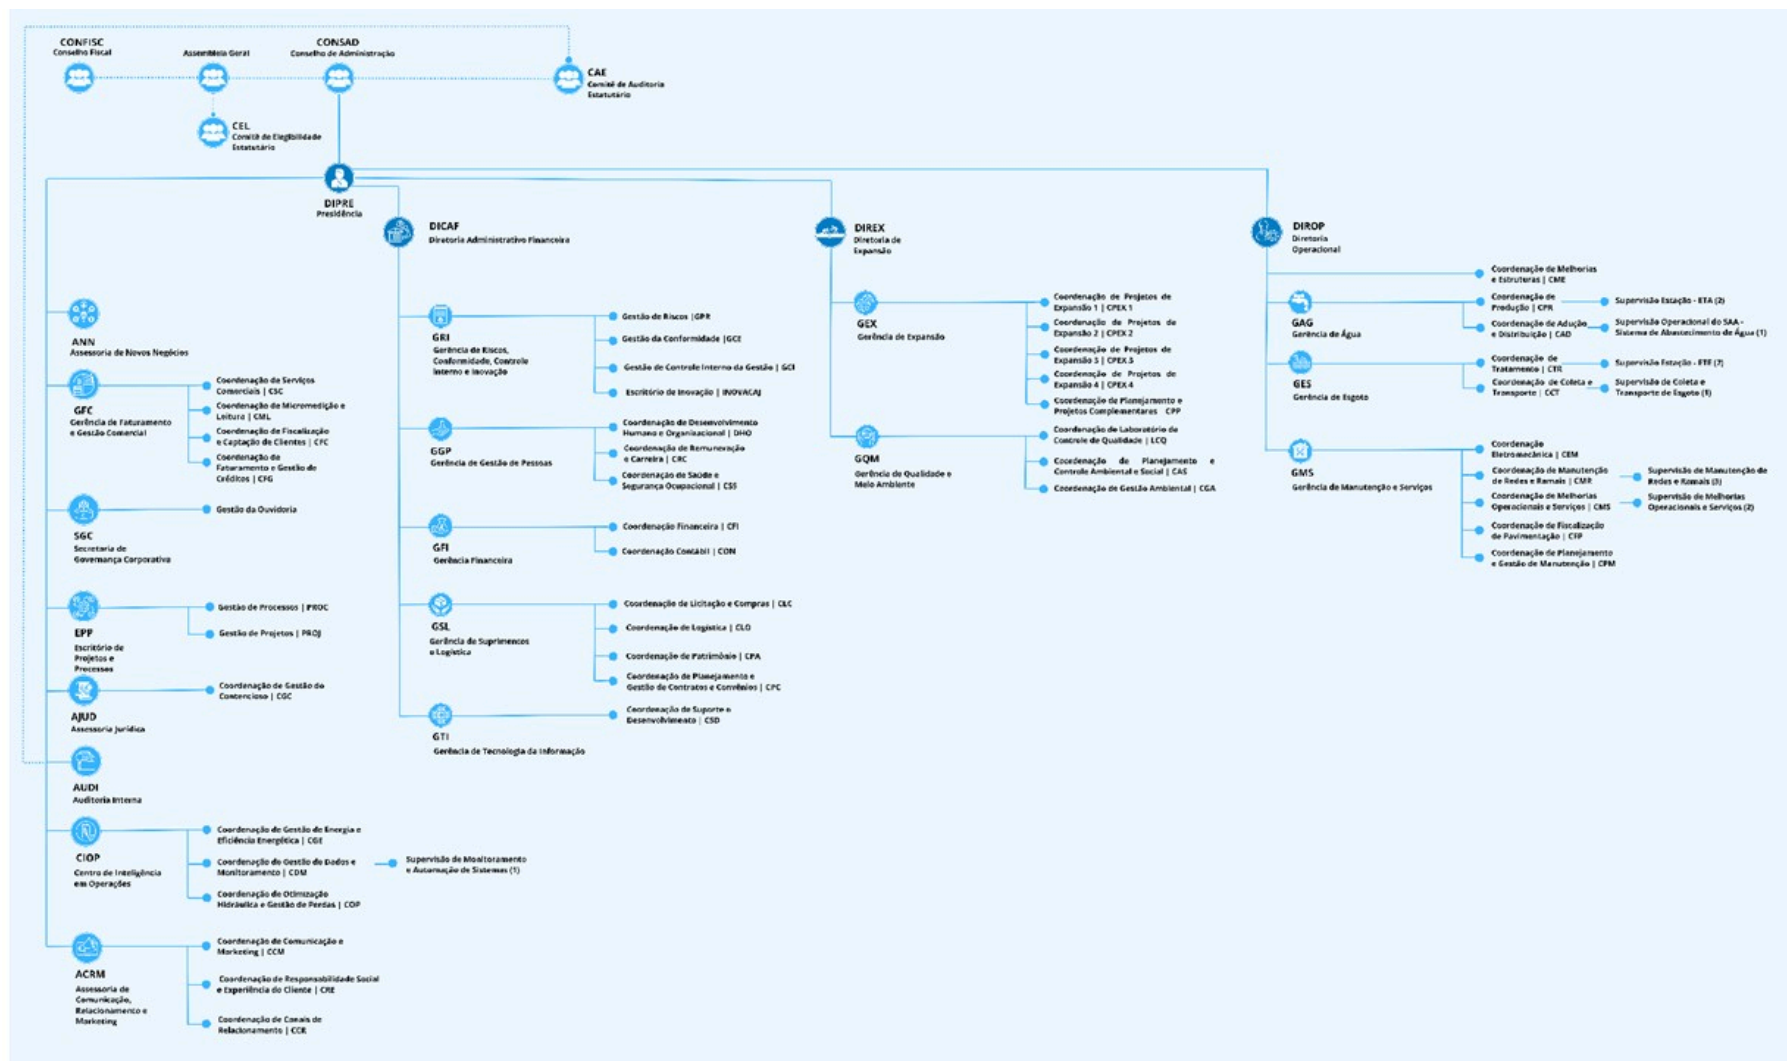 CONFISC
Conselho Fiscal
Assembleia Geral
CONSAD
Conselho de Administração
CAE
Comitê de Auditoria
Estatutário
CEL
Comitê de Elegibilidade
Estatutário
DIPRE
Presidência
ANN
Assessoria de Novos Negócios
GFC
Gerência de Faturamento
e Gestão Comercial
Coordenação de Serviços
Comerciais | CSC
Coordenação de Micromedição e
Leitura | CML
Coordenação de Fiscalização
e Captação de Clientes | CFC
Coordenação de
Faturamento e Gestão de
Créditos | CFG
SGC
Secretaria de
Governança Corporativa
Gestão da Ouvidoria
EPP
Escritório de
Projetos e
Processos
Gestão de Processos | PROC
Gestão de Projetos | PROJ
AJUD
Assessoria Jurídica
Coordenação de Gestão do
Contencioso | CGC
AUDI
Auditoria Interna
CIOP
Centro de Inteligência
em Operações
Coordenação de Gestão de Energia e
Eficiência Energética | CGE
Coordenação de Gestão de Dados e
Monitoramento | CDM
Supervisão de Monitoramento
e Automação de Sistemas (1)
Coordenação de Otimização
Hidráulica e Gestão de Perdas | COP
ACRM
Assessoria de
Comunicação,
Relacionamento e
Marketing
Coordenação de Comunicação e
Marketing | CCM
Coordenação de Responsabilidade Social
e Experiência do Cliente | CRE
Coordenação de Canais de
Relacionamento | CCR
DICAF
Diretoria Administrativo Financeira
GRI
Gerência de Riscos,
Conformidade, Controle
Interno e Inovação
Gestão de Riscos |GPR
Gestão da Conformidade |GCE
Gestão de Controle Interno da Gestão | GCI
Escritório de Inovação | INOVACAJ
GGP
Gerência de Gestão de Pessoas
Coordenação de Desenvolvimento
Humano e Organizacional | DHO
Coordenação de Remuneração
e Carreira | CRC
Coordenação de Saúde e
Segurança Ocupacional | CSS
GFI
Gerência Financeira
Coordenação Financeira | CFI
Coordenação Contábil | CON
GSL
Gerência de Suprimentos
e Logística
Coordenação de Licitação e Compras | CLC
Coordenação de Logística | CLO
Coordenação de Patrimônio | CPA
Coordenação de Planejamento e
Gestão de Contratos e Convênios | CPC
GTI
Gerência de Tecnologia da Informação
Coordenação de Suporte e
Desenvolvimento | CSD
DIREX
Diretoria de
Expansão
GEX
Gerência de Expansão
Coordenação de Projetos de
Expansão 1 | CPEX 1
Coordenação de Projetos de
Expansão 2 | CPEX 2
Coordenação de Projetos de
Expansão 3 | CPEX 3
Coordenação de Projetos de
Expansão 4 | CPEX 4
Coordenação de Planejamento e
Projetos Complementares CPP
GQM
Gerência de Qualidade e
Meio Ambiente
Coordenação de Laboratório de
Controle de Qualidade | LCQ
Coordenação de Planejamento e
Controle Ambiental e Social | CAS
Coordenação de Gestão Ambiental | CGA
DIROP
Diretoria
Operacional
Coordenação de Melhorias
e Estruturas | CME
GAG
Gerência de Água
Coordenação de
Produção | CPR
Supervisão Estação - ETA (2)
Coordenação de Adução
e Distribuição | CAD
Supervisão Operacional do SAA -
Sistema de Abastecimento de Água (1)
GES
Gerência de Esgoto
Coordenação de
Tratamento | CTR
Supervisão Estação - ETE (2)
Coordenação de Coleta e
Transporte | CCT
Supervisão de Coleta e
Transporte de Esgoto (1)
GMS
Gerência de Manutenção e Serviços
Coordenação
Eletromecânica | CEM
Coordenação de Manutenção
de Redes e Ramais | CMR
Supervisão de Manutenção de
Redes e Ramais (3)
Coordenação de Melhorias
Operacionais e Serviços | CMS
Supervisão de Melhorias
Operacionais e Serviços (2)
Coordenação de Fiscalização
de Pavimentação | CFP
Coordenação de Planejamento
e Gestão de Manutenção | CPM